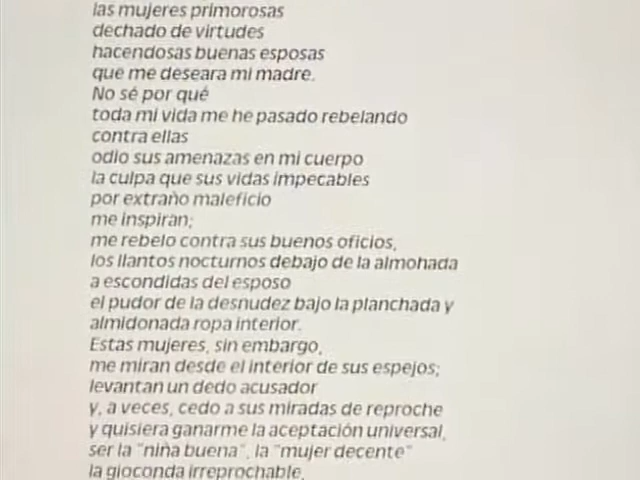 las mujeres primorosas
dechado de virtudes
hacendosas buenas esposas
que me deseara mi madre.
No sé por qué
toda mi vida me he pasado rebelando
contra ellas
odio sus amenazas en mi cuerpo
la culpa que sus vidas impecables
por extraño maleficio
me inspiran;
me rebelo contra sus buenos oficios,
los llantos nocturnos debajo de la almohada
a escondidas del esposo
el pudor de la desnudez bajo la planchada y
almidonada ropa interior.
Estas mujeres, sin embargo,
me miran desde el interior de sus espejos;
levantan un dedo acusador
y, a veces, cedo a sus miradas de reproche
y quisiera ganarme la aceptación universal,
ser la "niña buena", la "mujer decente"
la gioconda irreprochable,